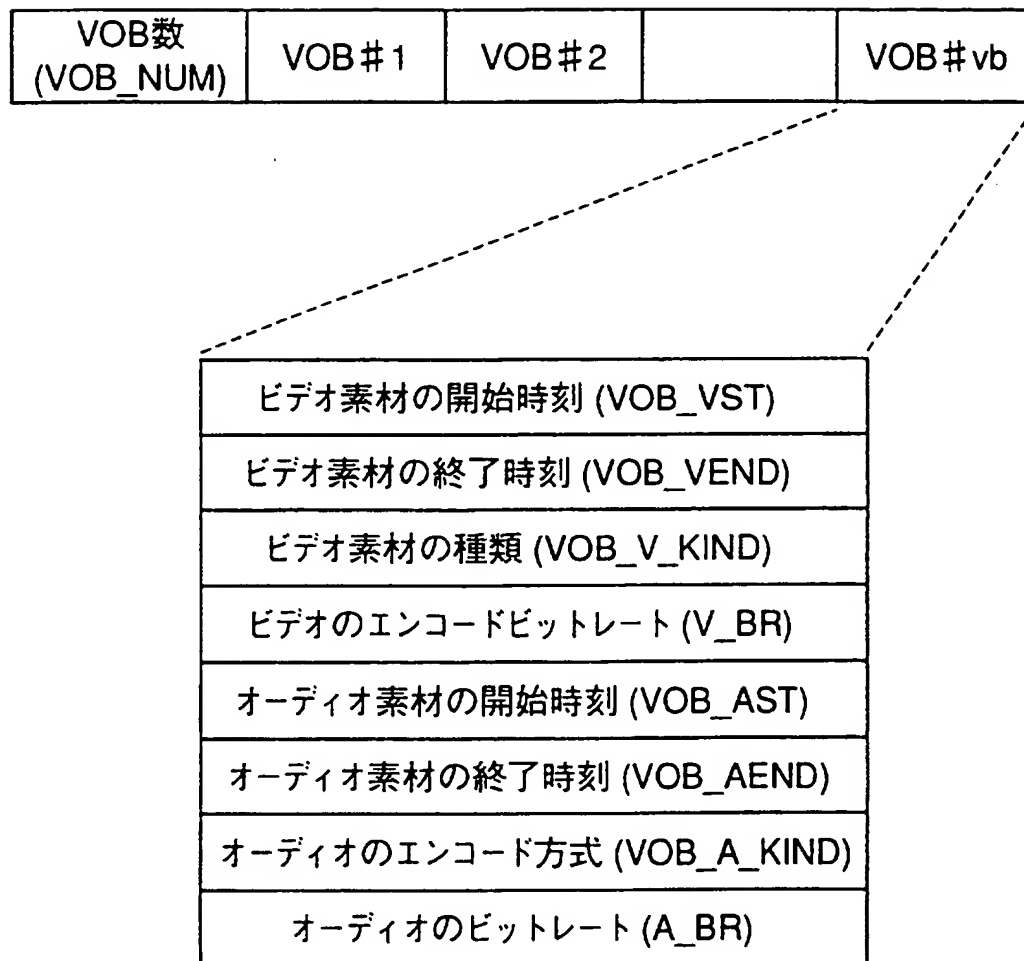 VOB数
(VOB_NUM)
VOB#1
VOB#2
VOB#vb
ビデオ素材の開始時刻 (VOB_VST)
ビデオ素材の終了時刻 (VOB_VEND)
ビデオ素材の種類 (VOB_V_KIND)
ビデオのエンコードビットレート (V_BR)
オーディオ素材の開始時刻 (VOB_AST)
オーディオ素材の終了時刻 (VOB_AEND)
オーディオのエンコード方式 (VOB_A_KIND)
オーディオのビットレート (A_BR)